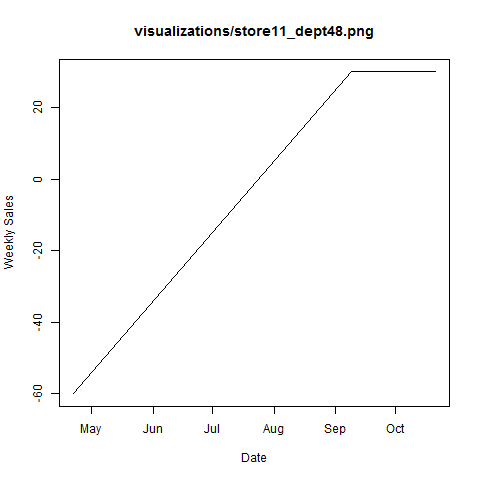 visualizations/store11_dept48.png
Weekly Sales
20
0
-20
-40
-60
May Jun Jul Aug Sep Oct
Date